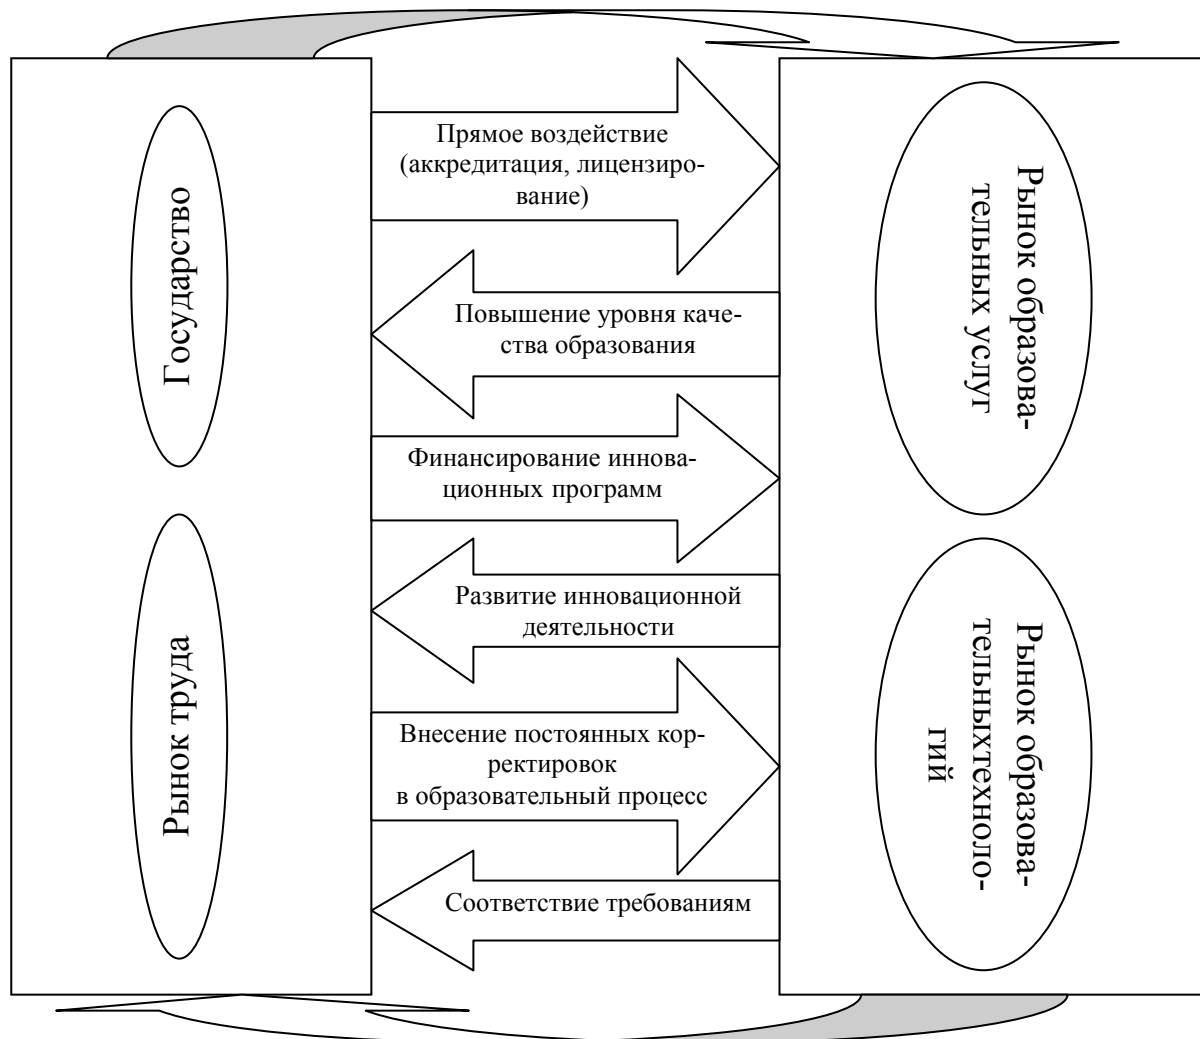 Государство
Рынок труда
Прямое воздействие
(аккредитация, лицензиро-
вание)
Повышение уровня каче-
ства образования
Финансирование иннова-
ционных программ
Развитие инновационной
деятельности
Внесение постоянных кор-
ректировок
в образовательный процесс
Соответствие требованиям
Рынок образова-
тельных услуг
Рынок образова-
тельныхтехноло-
гий